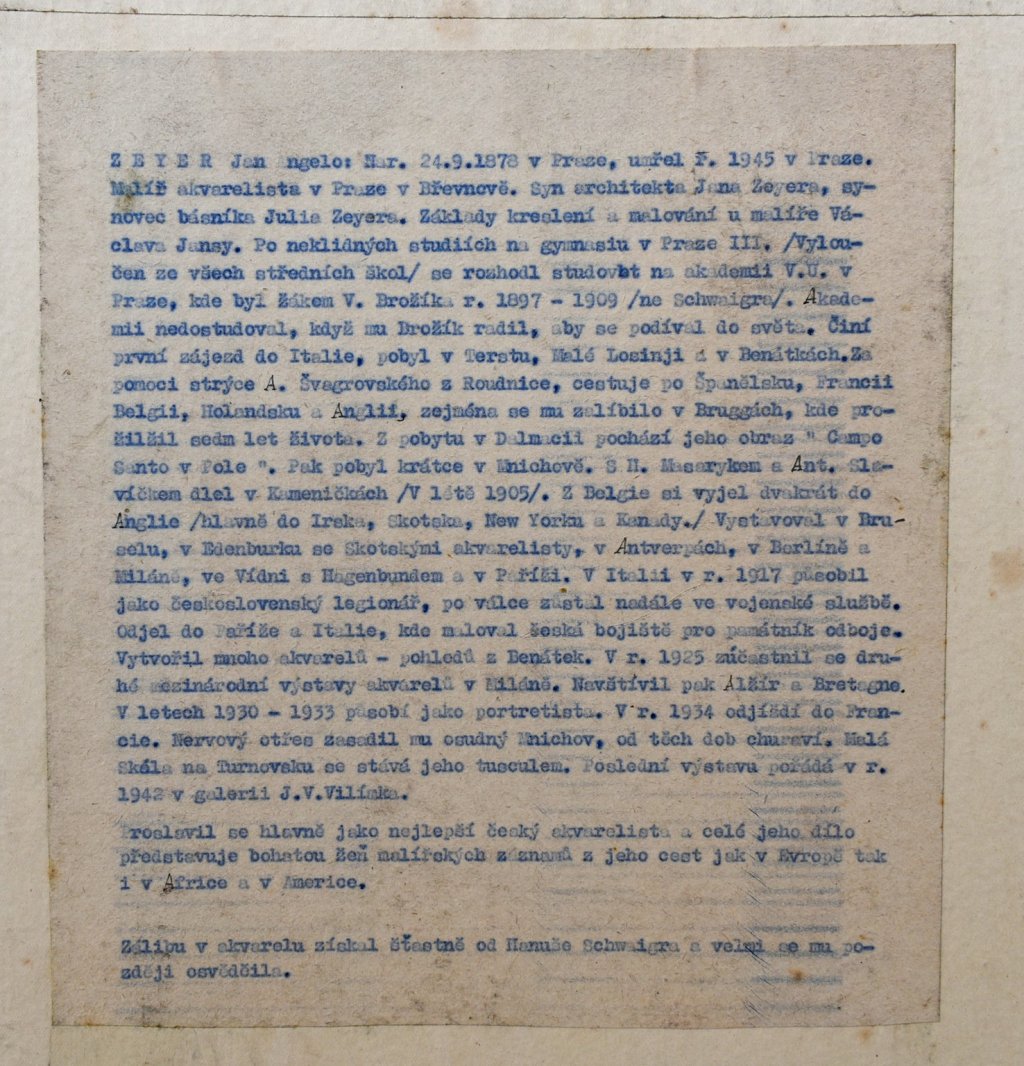 Z E Y E R Jan Angelo: Nar. 24.9.1878 v Praze, umřel ř. 1945 v Praze.
Malíř akvarelista v Praze v Břevnově. Syn architekta Jana Zeyera, sy-
novec básníka Julia Zeyera. Základy kreslení a malování u malíře Vá-
clava Jansy. Po neklidných studiích na gymnasiu v Praze III. /Vylou-
čen ze všech středních škol/ se rozhodl studovat na akademii V.U. v
Praze, kde byl žákem V. Brožíka r. 1897 - 1909 /ne Schwaigra/. Akade-
mii nedostudoval, když mu Brožík radil, aby se podíval do světa. Činí
první zájezd do Italie, pobyl v Terstu, Malé Losinji a v Benátkách.Za
pomoci strýce A. Švagrovského z Roudnice, cestuje po Španělsku, Francii
Belgii, Holandsku a Anglii, zejména se mu zalíbilo v Bruggách, kde pro-
žilžil sedm let života. Z pobytu v Dalmacii pochází jeho obraz " Campo
Santo v Pole ". Pak pobyl krátce v Mnichově. S H. Masarykem a Ant. Sla-
víčkem dlel v Kameničkách /V létě 1905/. Z Belgie si vyjel dvakrát do
Anglie /hlavně do Irska, Skotska, New Yorku a Kanady./ Vystavoval v Bru-
selu, v Edenburku se Skotskými akvarelisty, v Antverpách, v Berlíně a
Miláně, ve Vídni s Hagenbundem a v Paříži. V Italii v r. 1917 působil
jako československý legionář, po válce zůstal nadále ve vojenské službě.
Odjel do Paříže a Italie, kde maloval česká bojiště pro památník odboje.
Vytvořil mnoho akvarelů - pohledů z Benátek. V r. 1925 zúčastnil se dru-
hé mezinárodní výstavy akvarelů v Miláně. Navštívil pak Alžír a Bretagne.
V letech 1930 - 1933 působí jako portretista. V r. 1934 odjíždí do Fran-
cie. Nervový otřes zasadil mu osudný Mnichov, od těch dob churaví. Malá
Skála na Turnovsku se stává jeho tusculem. Poslední výstavu pořádá v r.
1942 v galerii J.V.Vilímka.
Proslavil se hlavně jako nejlepší český akvarelista a celé jeho dílo
představuje bohatou žeň malířských záznamů z jeho cest jak v Evropě tak
i v Africe a v Americe.
Zálibu v akvarelu získal šťastně od Hanuše Schwaigra a velmi se mu po-
zději osvědčila.